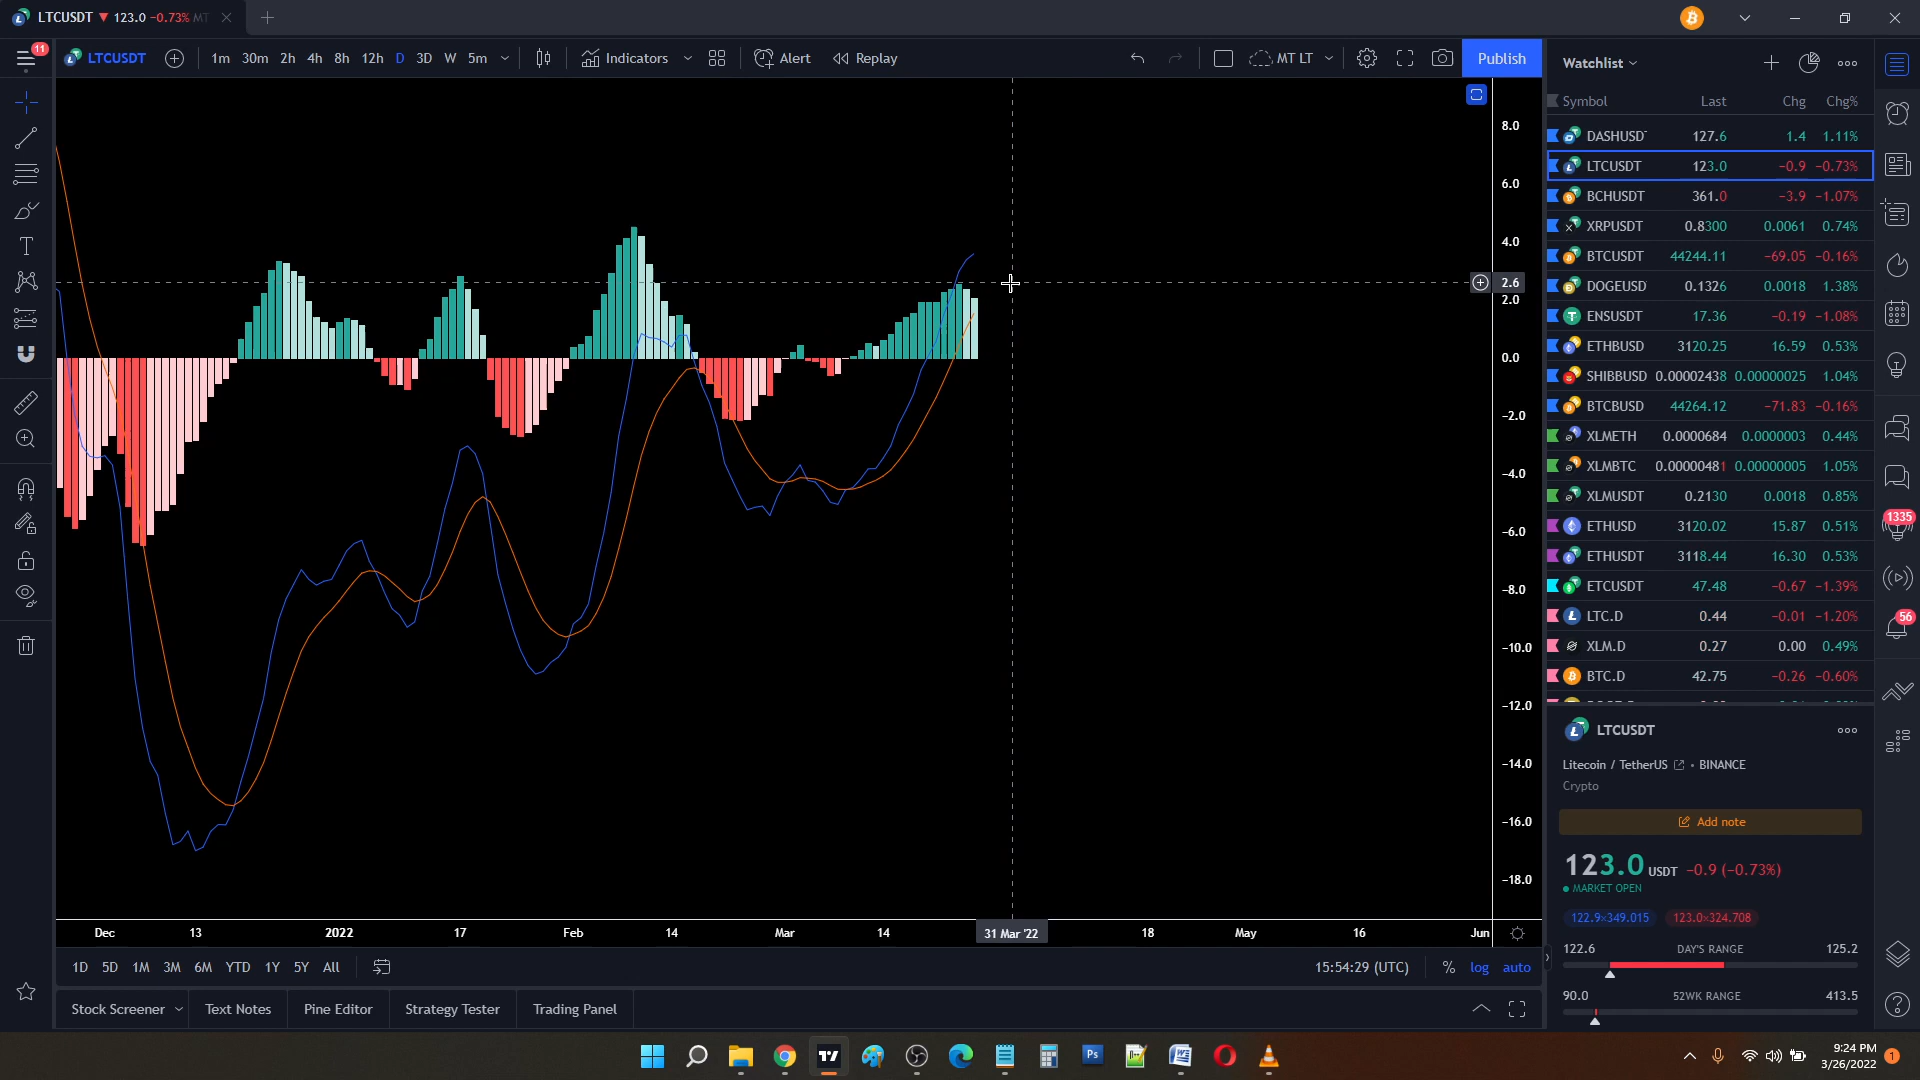 LTCUSDT ▼ 123.0 −0.73% MT
11
LTCUSDT 1m 30m 2h 4h 8h 12h D 3D W 5m Indicators Alert Replay MT LT Publish
Watchlist
Symbol Last Chg Chg%
DASHUSD 127.6 1.4 1.11%
LTCUSDT 123.0 −0.9 −0.73%
BCHUSDT 361.0 −3.9 −1.07%
XRPUSDT 0.8300 0.0061 0.74%
BTCUSDT 44244.11 −69.05 −0.16%
DOGEUSD 0.1326 0.0018 1.38%
ENSUSDT 17.36 −0.19 −1.08%
ETHBUSD 3120.25 16.59 0.53%
SHIBBUSD 0.00002438 0.00000025 1.04%
BTCBUSD 44264.12 −71.83 −0.16%
XLMETH 0.0000684 0.0000003 0.44%
XLMBTC 0.00000481 0.00000005 1.05%
XLMUSDT 0.2130 0.0018 0.85%
ETHUSD 3120.02 15.87 0.51%
ETHUSDT 3118.44 16.30 0.53%
ETCUSDT 47.48 −0.67 −1.39%
LTC.D 0.44 −0.01 −1.20%
XLM.D 0.27 0.00 0.49%
BTC.D 42.75 −0.26 −0.60%
1335
56
8.0
6.0
4.0
2.6
2.0
0.0
−2.0
−4.0
−6.0
−8.0
−10.0
−12.0
−14.0
−16.0
−18.0
Dec 13 2022 17 Feb 14 Mar 14 31 Mar '22 18 May 16 Jun
1D 5D 1M 3M 6M YTD 1Y 5Y All 15:54:29 (UTC) % log auto
Stock Screener Text Notes Pine Editor Strategy Tester Trading Panel
LTCUSDT
Litecoin / TetherUS • BINANCE
Crypto
Add note
123.0 USDT −0.9 (−0.73%)
MARKET OPEN
122.9×349.015 123.0×324.708
122.6 DAY'S RANGE 125.2
90.0 52WK RANGE 413.5
Ps
9:24 PM
3/26/2022
1